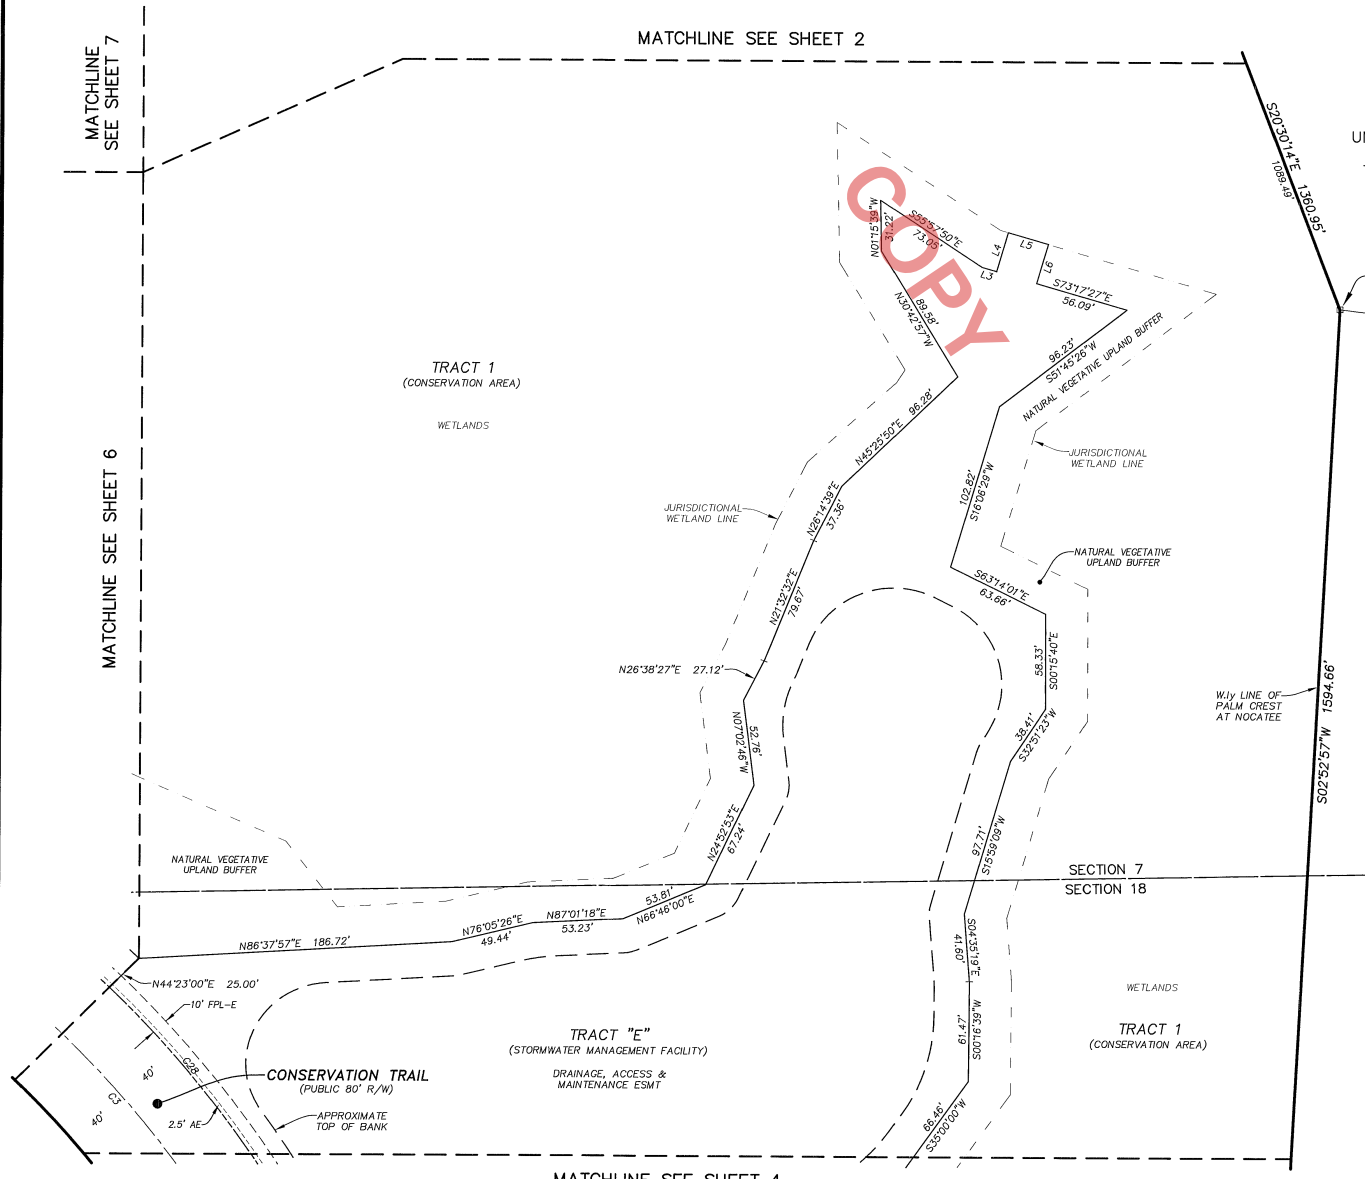 MATCHLINE SEE SHEET 2
MATCHLINE
SEE SHEET 7
S20°30'14"E 1360.95'
1089.49'
COPY
N01°15'39"W
31.22'
S55°57'50"E
73.05'
L3
L4
L5
L6
S73°17'27"E
56.09'
89.58'
N30°42'57"W
96.23'
S51°45'26"W
NATURAL VEGETATIVE UPLAND BUFFER
TRACT 1
(CONSERVATION AREA)
WETLANDS
N45°25'50"E 96.28'
JURISDICTIONAL
WETLAND LINE
102.82'
S16°06'29"W
JURISDICTIONAL
WETLAND LINE
N26°14'39"E
37.36'
MATCHLINE SEE SHEET 6
NATURAL VEGETATIVE
UPLAND BUFFER
S63°14'01"E
63.66'
N21°32'32"E
79.67'
58.33'
S00°15'40"E
N26°38'27"E 27.12'
W.ly LINE OF
PALM CREST
AT NOCATEE
S02°52'57"W 1594.66'
52.76'
N07°02'46"W
38.41'
S32°51'23"W
N24°52'53"E
67.24'
97.71'
S15°59'09"W
NATURAL VEGETATIVE
UPLAND BUFFER
SECTION 7
SECTION 18
53.81'
N66°46'00"E
N87°01'18"E
53.23'
N76°05'26"E
49.44'
N86°37'57"E 186.72'
S04°35'19"E
41.60'
N44°23'00"E 25.00'
10' FPL-E
WETLANDS
TRACT 1
(CONSERVATION AREA)
61.47'
S00°16'39"W
TRACT "E"
(STORMWATER MANAGEMENT FACILITY)
DRAINAGE, ACCESS &
MAINTENANCE ESMT
C28
40'
CONSERVATION TRAIL
(PUBLIC 80' R/W)
C3
40'
2.5' AE
APPROXIMATE
TOP OF BANK
66.46'
S35°00'00"W
MATCHLINE SEE SHEET 4